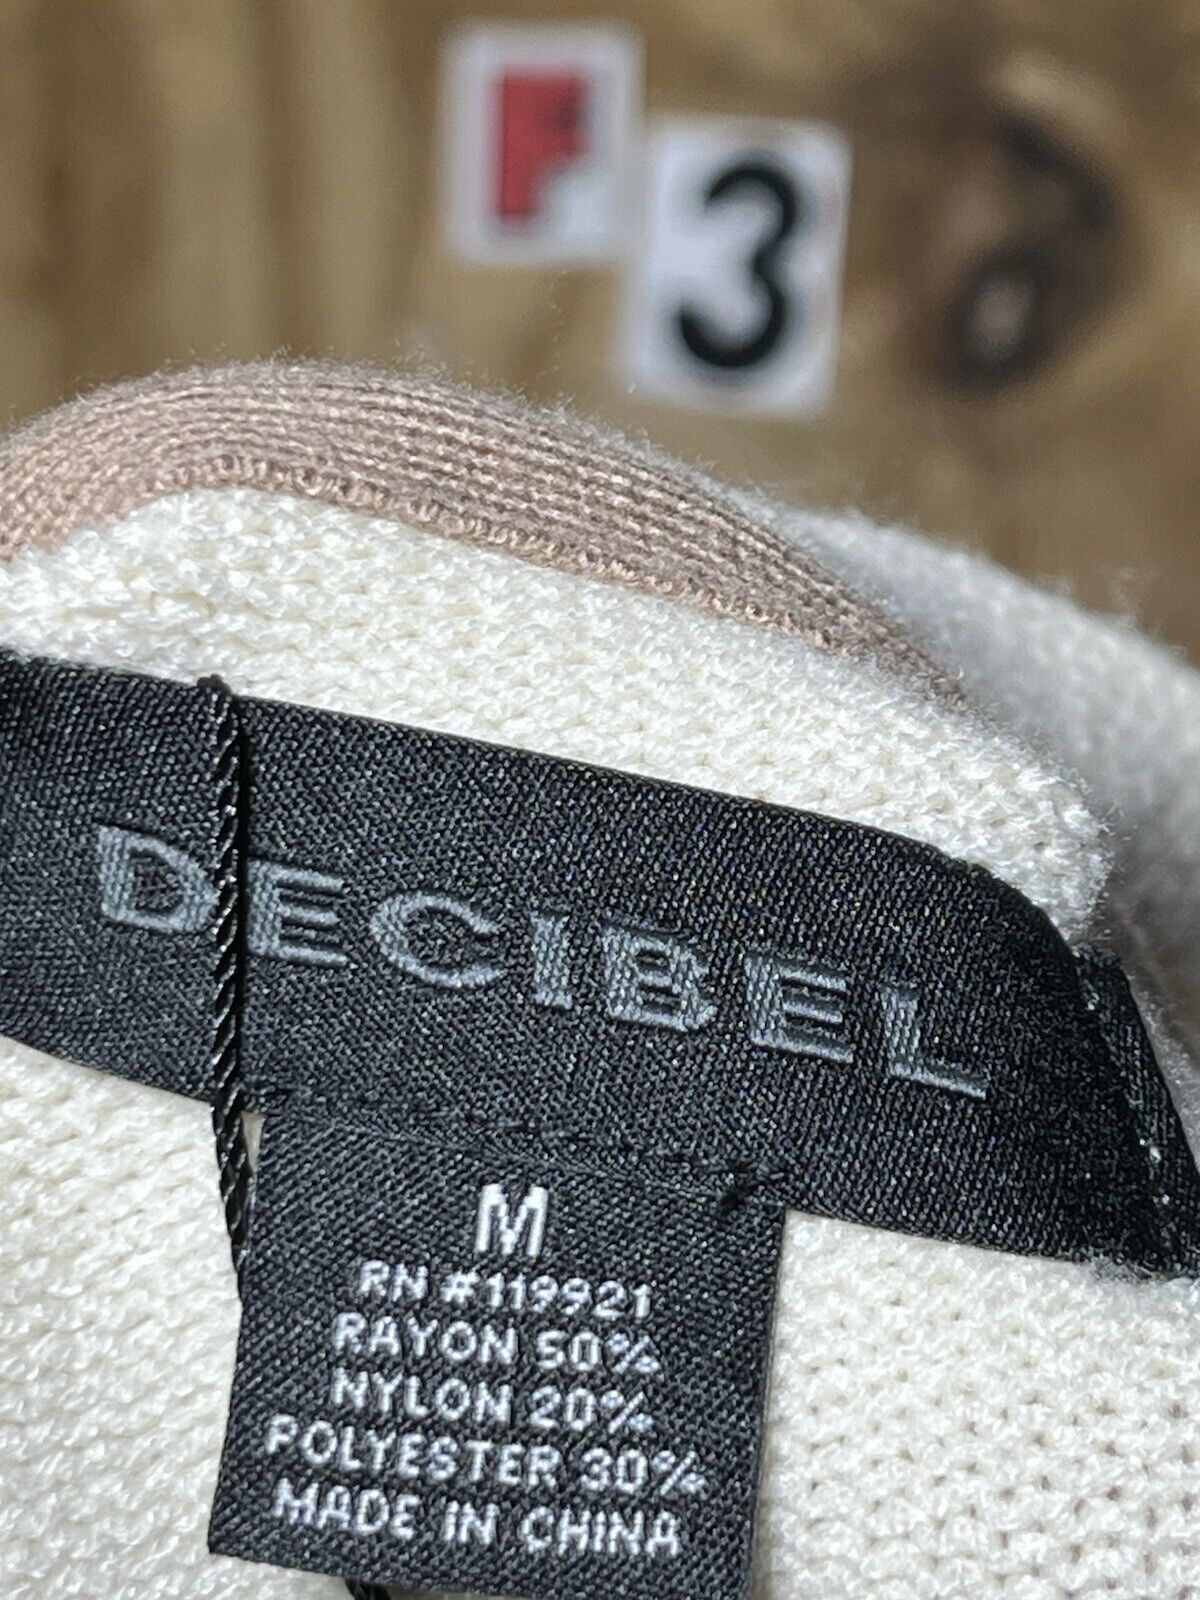 3
DECIBEL
M
RN #119921
RAYON 50%
NYLON 20%
POLYESTER 30%
MADE IN CHINA